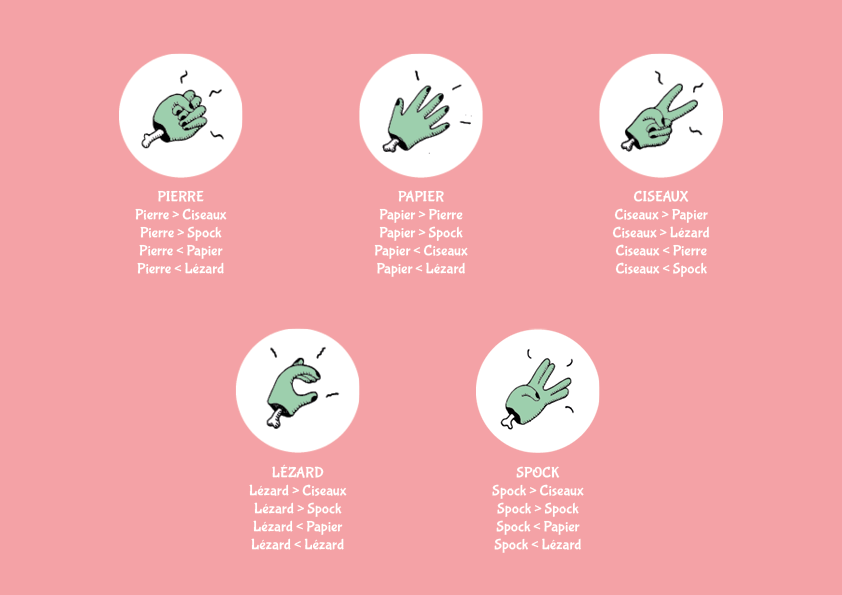 PIERRE
Pierre > Ciseaux
Pierre > Spock
Pierre < Papier
Pierre < Lézard
PAPIER
Papier > Pierre
Papier > Spock
Papier < Ciseaux
Papier < Lézard
CISEAUX
Ciseaux > Papier
Ciseaux > Lézard
Ciseaux < Pierre
Ciseaux < Spock
LÉZARD
Lézard > Ciseaux
Lézard > Spock
Lézard < Papier
Lézard < Lézard
SPOCK
Spock > Ciseaux
Spock > Spock
Spock < Papier
Spock < Lézard